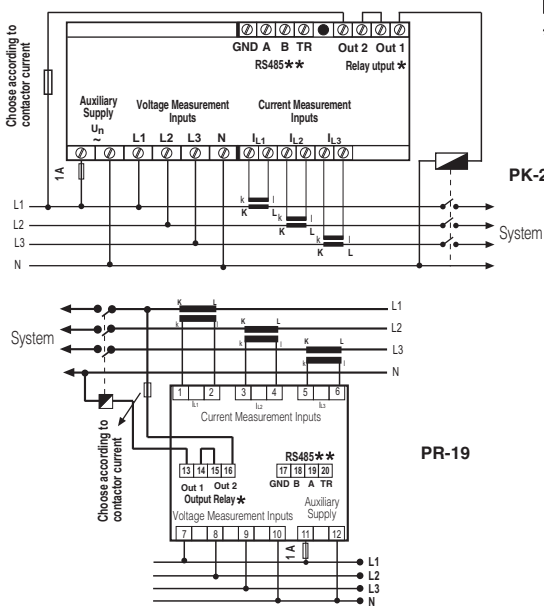 GND A B TR Out 2 Out 1
RS485** Relay utput *
Choose according to
contactor current
Auxiliary
Supply
Un
~
Voltage Measurement
Inputs
Current Measurement
Inputs
L1 L2 L3 N IL1 IL2 IL3
1 A
PK-2
L1
L2
L3
N
k l
K L
k l
K L
k l
K L
System
System
K L
k l
K L
k l
K L
k l
L1
L2
L3
N
1 2 3 4 5 6
IL1 IL2 IL3
Current Measurement Inputs
Choose according to
contactor current
RS485**
13 14 15 16 17 18 19 20
Out 1 Out 2 GND B A TR
Output Relay*
Voltage Measurement Inputs
Auxiliary
Supply
7 8 9 10 11 12
1 A
PR-19
L1
L2
L3
N